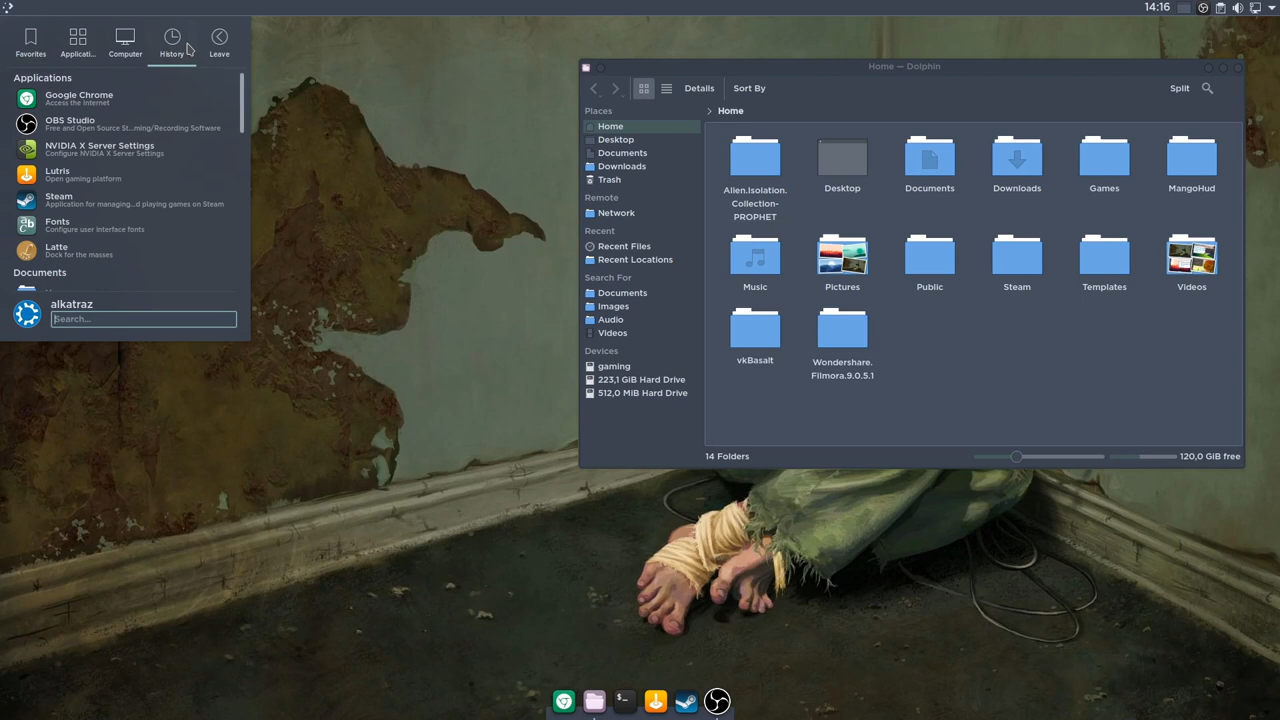 14:16
Favorites
Applicati...
Computer
History
Leave
Applications
Google Chrome
Access the Internet
OBS Studio
Free and Open Source St...ming/Recording Software
NVIDIA X Server Settings
Configure NVIDIA X Server Settings
Lutris
Open gaming platform
Steam
Application for managing...d playing games on Steam
Fonts
Configure user interface fonts
Latte
Dock for the masses
Documents
alkatraz
Search...
Home — Dolphin
Details
Sort By
Split
Places
Home
Desktop
Documents
Downloads
Trash
Remote
Network
Recent
Recent Files
Recent Locations
Search For
Documents
Images
Audio
Videos
Devices
gaming
223,1 GiB Hard Drive
512,0 MiB Hard Drive
Home
Alien.Isolation.
Collection-
PROPHET
Desktop
Documents
Downloads
Games
MangoHud
Music
Pictures
Public
Steam
Templates
Videos
vkBasalt
Wondershare.
Filmora.9.0.5.1
14 Folders
120,0 GiB free